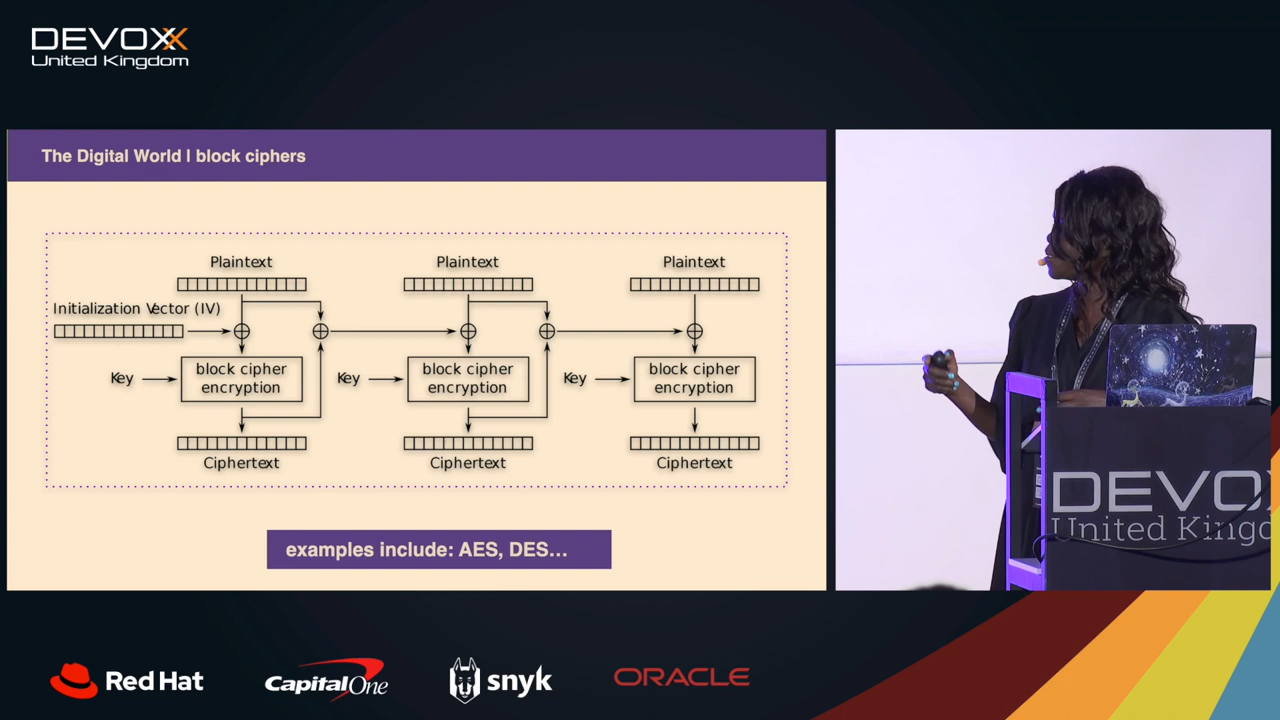 DEVOXX
United Kingdom
The Digital World | block ciphers
Plaintext
Plaintext
Plaintext
Initialization Vector (IV)
Key
block cipher
encryption
Key
block cipher
encryption
Key
block cipher
encryption
Ciphertext
Ciphertext
Ciphertext
examples include: AES, DES...
DEVOX
United Kingd
Red Hat
Capital One
snyk
ORACLE